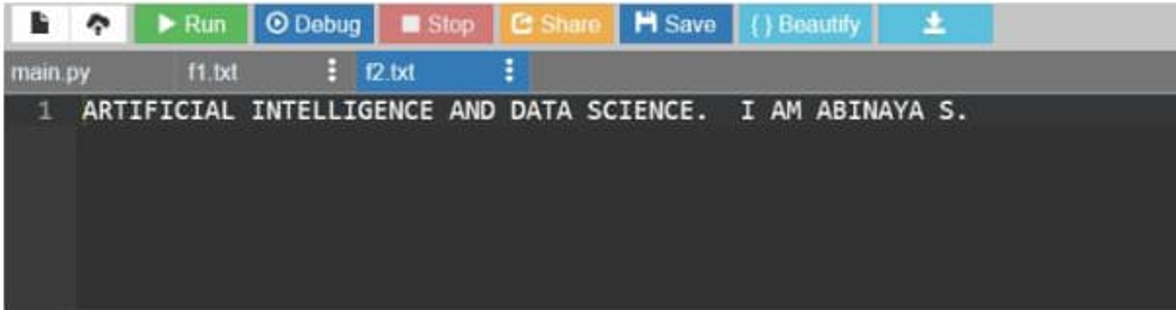 Run Debug Stop Share Save { } Beautify
main.py f1.txt f2.txt
1 ARTIFICIAL INTELLIGENCE AND DATA SCIENCE.  I AM ABINAYA S.